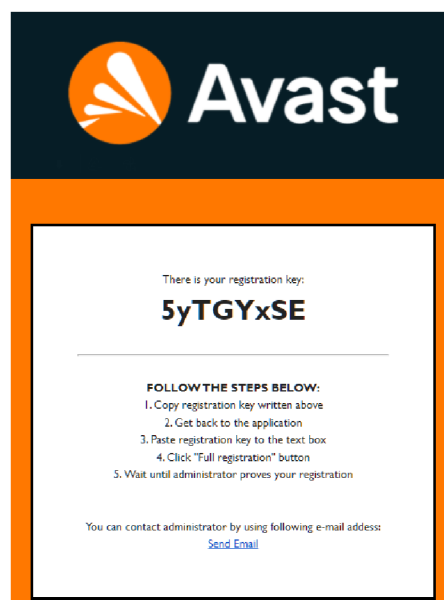 Avast
There is your registration key:
5yTGYxSE
FOLLOW THE STEPS BELOW:
1. Copy registration key written above
2. Get back to the application
3. Paste registration key to the text box
4. Click "Full registration" button
5. Wait until administrator proves your registration
You can contact administrator by using following e-mail addess:
Send Email